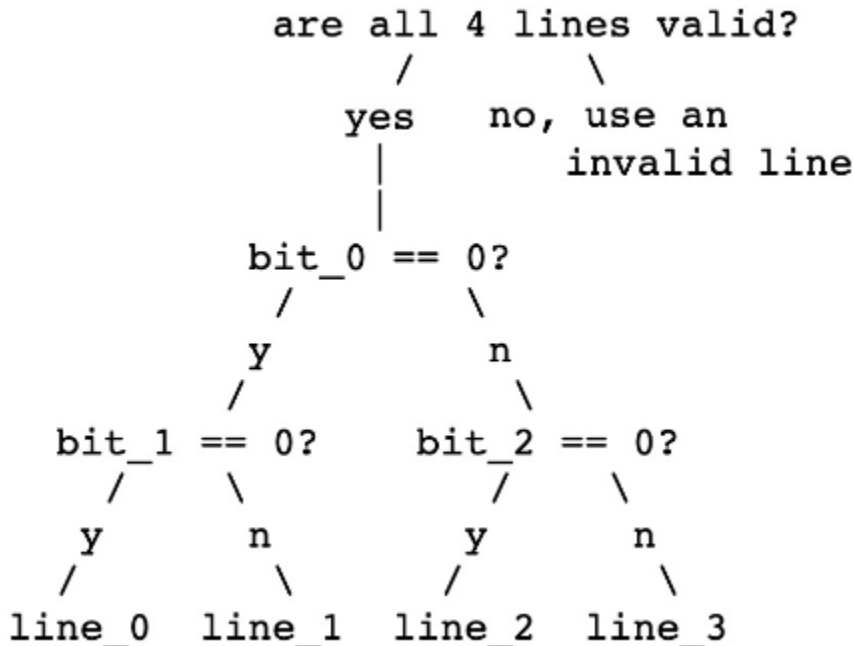 are all 4 lines valid?
/ \
yes no, use an
| invalid line
|
bit_0 == 0?
/ \
y n
/ \
bit_1 == 0? bit_2 == 0?
/ \ / \
y n y n
/ \ / \
line_0 line_1 line_2 line_3